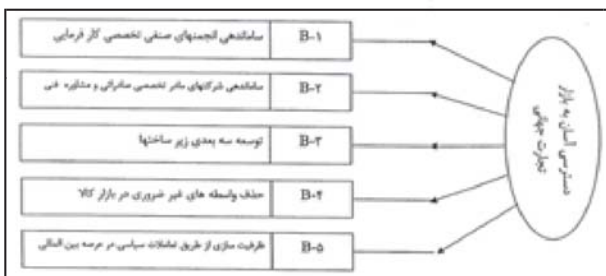 B-۱ ساماندهی انجمنهای صنفی تخصصی کار فرمایی
B-۲ ساماندهی شرکتهای مادر تخصصی صادراتی و مشاوره فنی
B-۳ توسعه سه بعدی زیر ساختها
B-۴ حذف واسطه های غیر ضروری در بازار کالا
B-۵ ظرفیت سازی از طریق تعاملات سیاسی در عرصه بین المللی
دسترسی آسان به بازار
تجارت جهانی